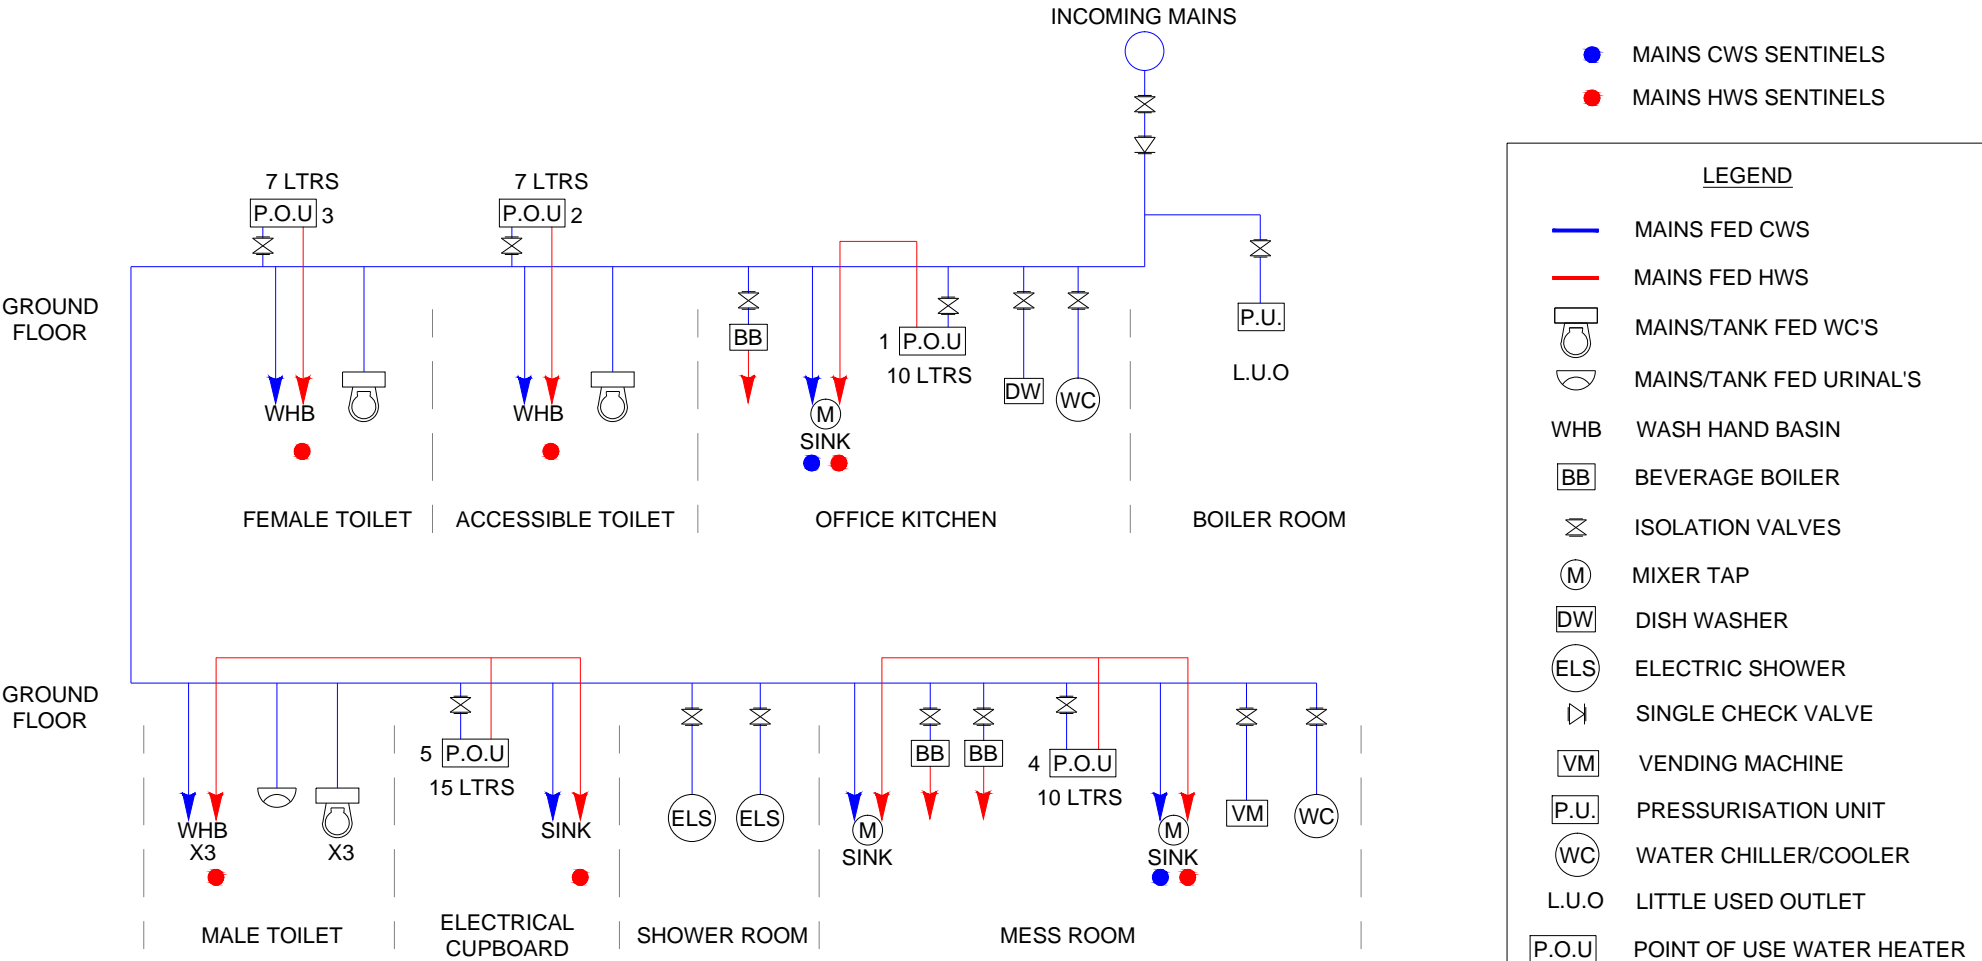 INCOMING MAINS
MAINS CWS SENTINELS
MAINS HWS SENTINELS
7 LTRS
P.O.U 3
7 LTRS
P.O.U 2
GROUND
FLOOR
BB
1 P.O.U
10 LTRS
P.U.
L.U.O
DW
WC
WHB
WHB
M
SINK
FEMALE TOILET
ACCESSIBLE TOILET
OFFICE KITCHEN
BOILER ROOM
GROUND
FLOOR
5 P.O.U
15 LTRS
BB
BB
4 P.O.U
10 LTRS
WHB
X3
X3
SINK
ELS
ELS
M
SINK
M
SINK
VM
WC
MALE TOILET
ELECTRICAL
CUPBOARD
SHOWER ROOM
MESS ROOM
LEGEND
MAINS FED CWS
MAINS FED HWS
MAINS/TANK FED WC'S
MAINS/TANK FED URINAL'S
WHB WASH HAND BASIN
BB BEVERAGE BOILER
ISOLATION VALVES
M MIXER TAP
DW DISH WASHER
ELS ELECTRIC SHOWER
SINGLE CHECK VALVE
VM VENDING MACHINE
P.U. PRESSURISATION UNIT
WC WATER CHILLER/COOLER
L.U.O LITTLE USED OUTLET
P.O.U POINT OF USE WATER HEATER